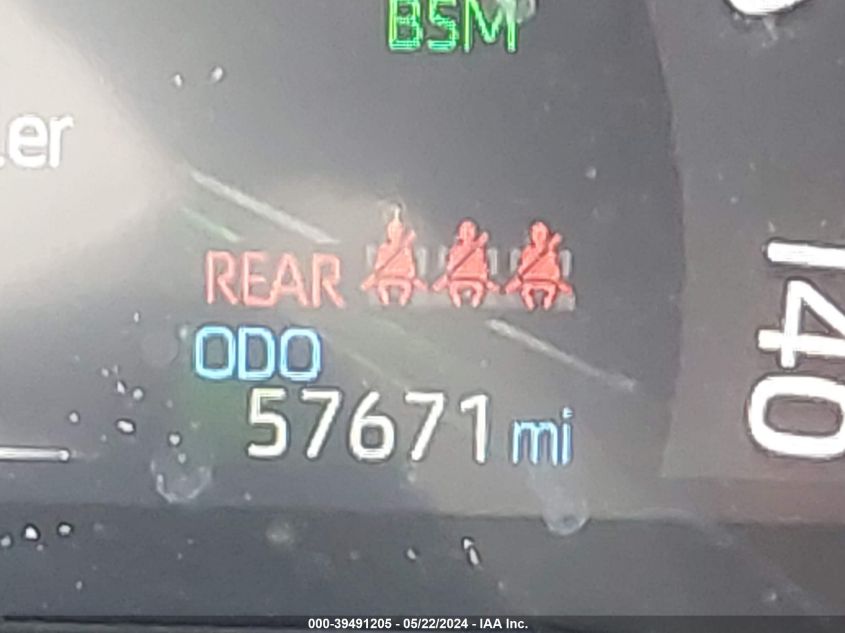 BSM
REAR
ODO
57671 mi
140
000-39491205 - 05/22/2024 - IAA Inc.